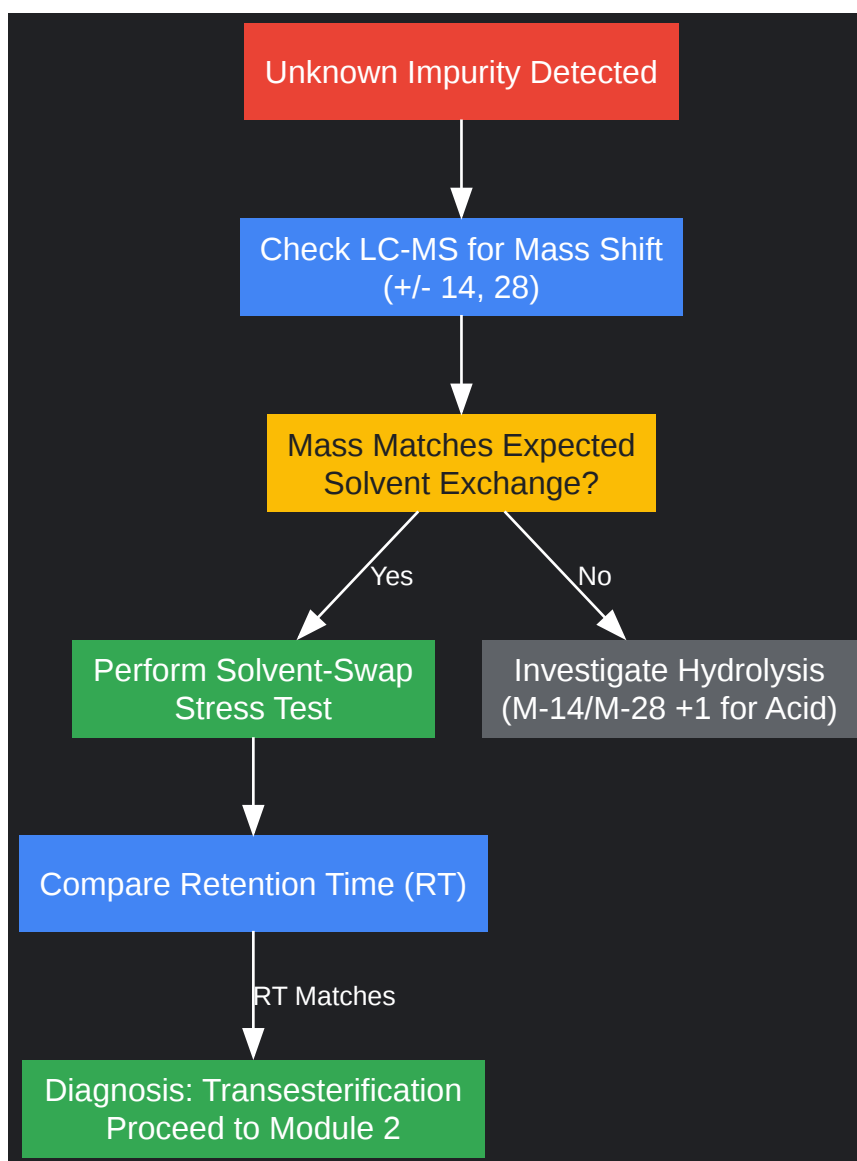 Unknown Impurity Detected
Check LC-MS for Mass Shift
(+/- 14, 28)
Mass Matches Expected
Solvent Exchange?
Yes
No
Perform Solvent-Swap
Stress Test
Investigate Hydrolysis
(M-14/M-28 +1 for Acid)
Compare Retention Time (RT)
RT Matches
Diagnosis: Transesterification
Proceed to Module 2